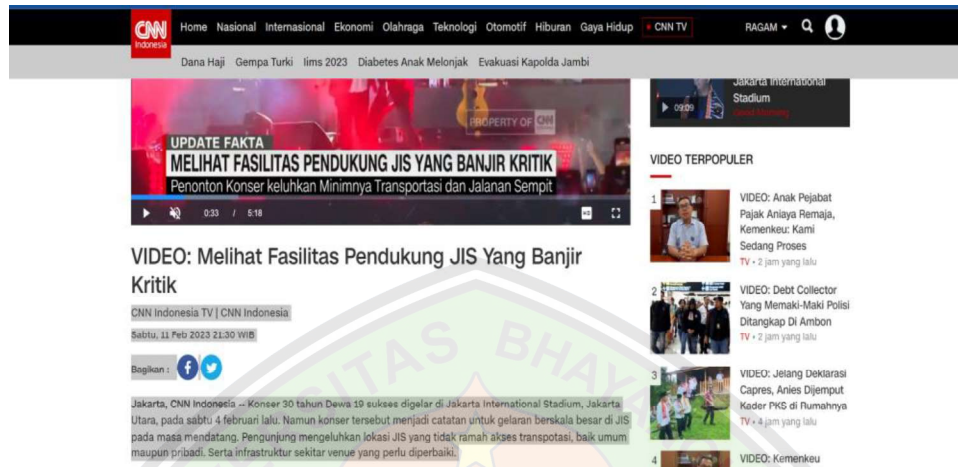 CNN
Indonesia
Home Nasional Internasional Ekonomi Olahraga Teknologi Otomotif Hiburan Gaya Hidup CNN TV RAGAM
Dana Haji Gempa Turki Iims 2023 Diabetes Anak Melonjak Evakuasi Kapolda Jambi
PROPERTY OF CNN
UPDATE FAKTA
MELIHAT FASILITAS PENDUKUNG JIS YANG BANJIR KRITIK
Penonton Konser keluhkan Minimnya Transportasi dan Jalanan Sempit
0:33 / 5:18
HD
VIDEO: Melihat Fasilitas Pendukung JIS Yang Banjir
Kritik
CNN Indonesia TV | CNN Indonesia
Sabtu, 11 Feb 2023 21:30 WIB
Bagikan :
Jakarta, CNN Indonesia -- Konser 30 tahun Dewa 19 sukses digelar di Jakarta International Stadium, Jakarta
Utara, pada sabtu 4 februari lalu. Namun konser tersebut menjadi catatan untuk gelaran berskala besar di JIS
pada masa mendatang. Pengunjung mengeluhkan lokasi JIS yang tidak ramah akses transpotasi, baik umum
maupun pribadi. Serta infrastruktur sekitar venue yang perlu diperbaiki.
Jakarta International
Stadium
09:09
VIDEO TERPOPULER
1
VIDEO: Anak Pejabat
Pajak Aniaya Remaja,
Kemenkeu: Kami
Sedang Proses
TV • 2 jam yang lalu
2
VIDEO: Debt Collector
Yang Memaki-Maki Polisi
Ditangkap Di Ambon
TV • 2 jam yang lalu
3
VIDEO: Jelang Deklarasi
Capres, Anies Dijemput
Kader PKS di Rumahnya
TV • 4 jam yang lalu
4
VIDEO: Kemenkeu
ITAS BHAYA